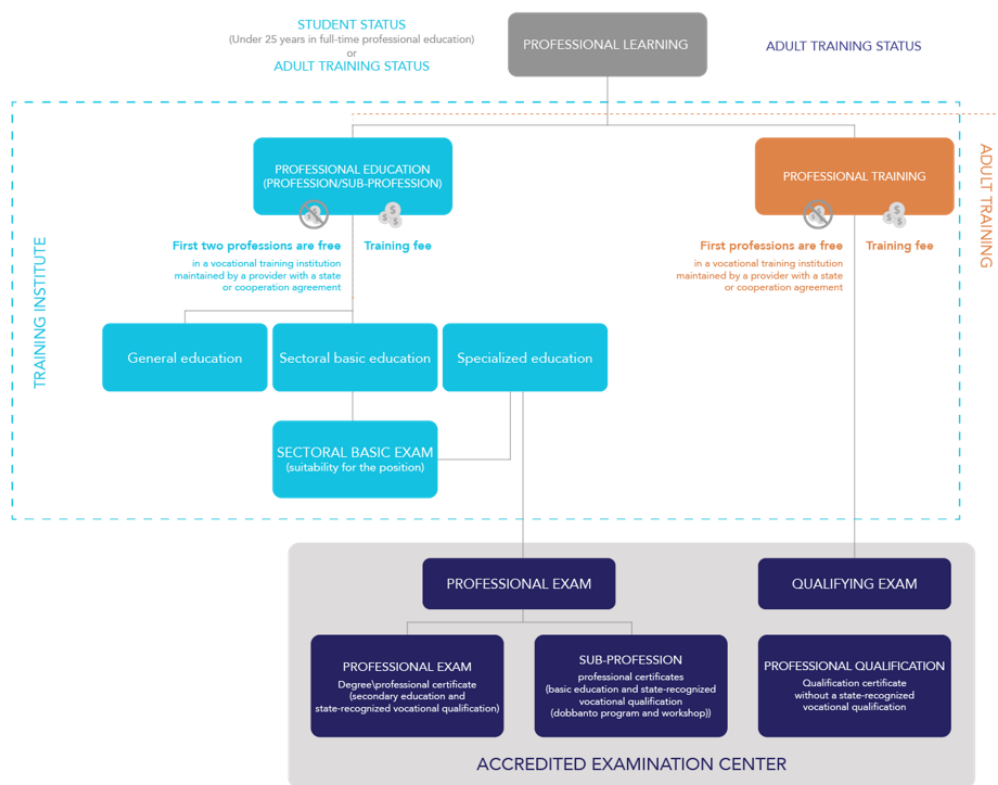 STUDENT STATUS
(Under 25 years in full-time professional education)
or
ADULT TRAINING STATUS
PROFESSIONAL LEARNING
ADULT TRAINING STATUS
TRAINING INSTITUTE
ADULT TRAINING
PROFESSIONAL EDUCATION
(PROFESSION/SUB-PROFESSION)
PROFESSIONAL TRAINING
$ $ $
$ $ $
First two professions are free
Training fee
in a vocational training institution
maintained by a provider with a state
or cooperation agreement
First professions are free
Training fee
in a vocational training institution
maintained by a provider with a state
or cooperation agreement
General education
Sectoral basic education
Specialized education
SECTORAL BASIC EXAM
(suitability for the position)
PROFESSIONAL EXAM
QUALIFYING EXAM
PROFESSIONAL EXAM
Degree\professional certificate
(secondary education and
state-recognized vocational qualification)
SUB-PROFESSION
professional certificates
(basic education and state-recognized
vocational qualification
(dobbanto program and workshop))
PROFESSIONAL QUALIFICATION
Qualification certificate
without a state-recognized
vocational qualification
ACCREDITED EXAMINATION CENTER